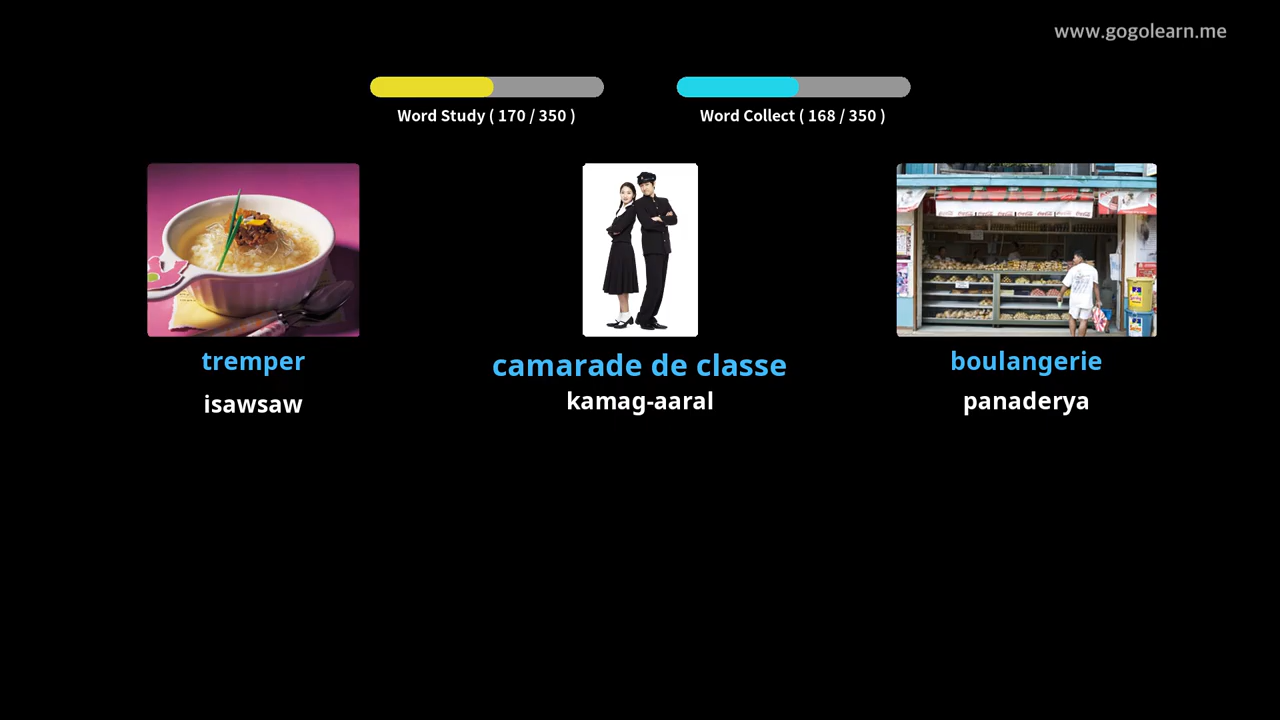 www.gogolearn.me
Word Study ( 170 / 350 )
Word Collect ( 168 / 350 )
tremper
isawsaw
camarade de classe
kamag-aaral
boulangerie
panaderya